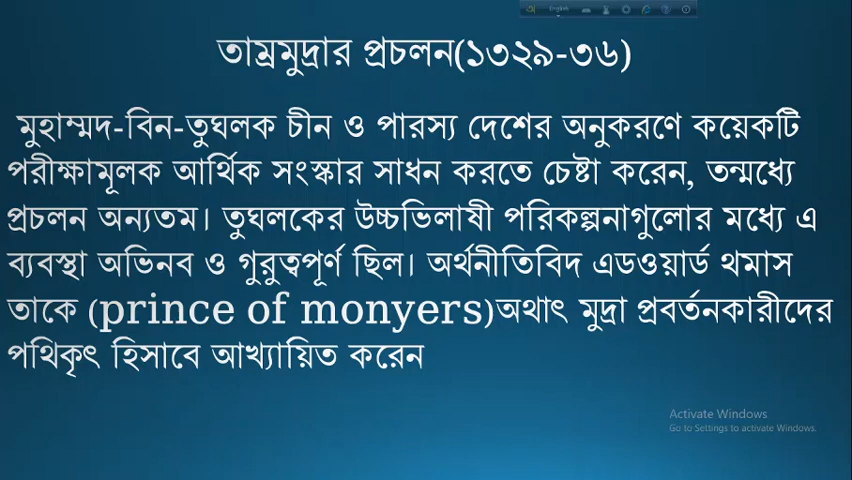 তাম্রমুদ্রার প্রচলন(১৩২৯-৩৬)
মুহাম্মদ-বিন-তুঘলক চীন ও পারস্য দেশের অনুকরণে কয়েকটি
পরীক্ষামূলক আর্থিক সংস্কার সাধন করতে চেষ্টা করেন, তন্মধ্যে
প্রচলন অন্যতম। তুঘলকের উচ্চভিলাষী পরিকল্পনাগুলোর মধ্যে এ
ব্যবস্থা অভিনব ও গুরুত্বপূর্ণ ছিল। অর্থনীতিবিদ এডওয়ার্ড থমাস
তাকে (prince of monyers)অথাৎ মুদ্রা প্রবর্তনকারীদের
পথিকৃৎ হিসাবে আখ্যায়িত করেন
Activate Windows
Go to Settings to activate Windows.